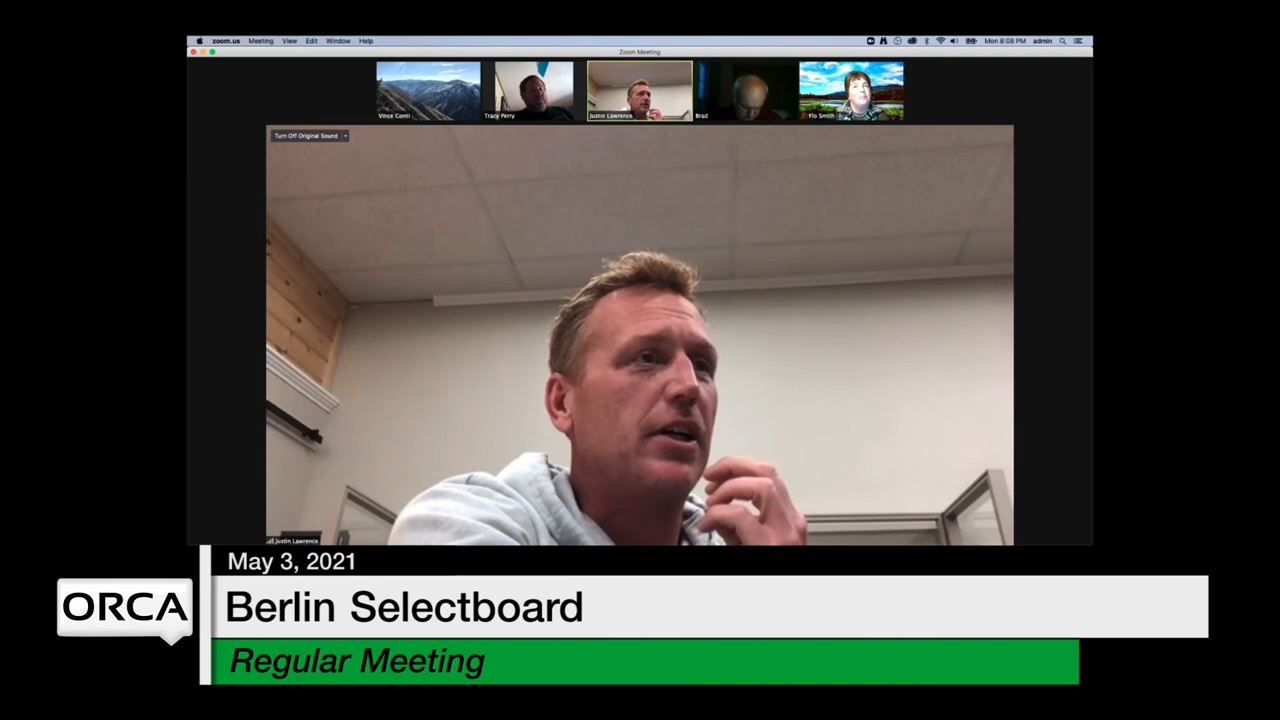 zoom.us Meeting View Edit Window Help Mon 8:08 PM admin
Zoom Meeting
Vince Conti
Tracy Perry
Justin Lawrence
Brad
Flo Smith
Turn Off Original Sound
Justin Lawrence
May 3, 2021
ORCA
Berlin Selectboard
Regular Meeting